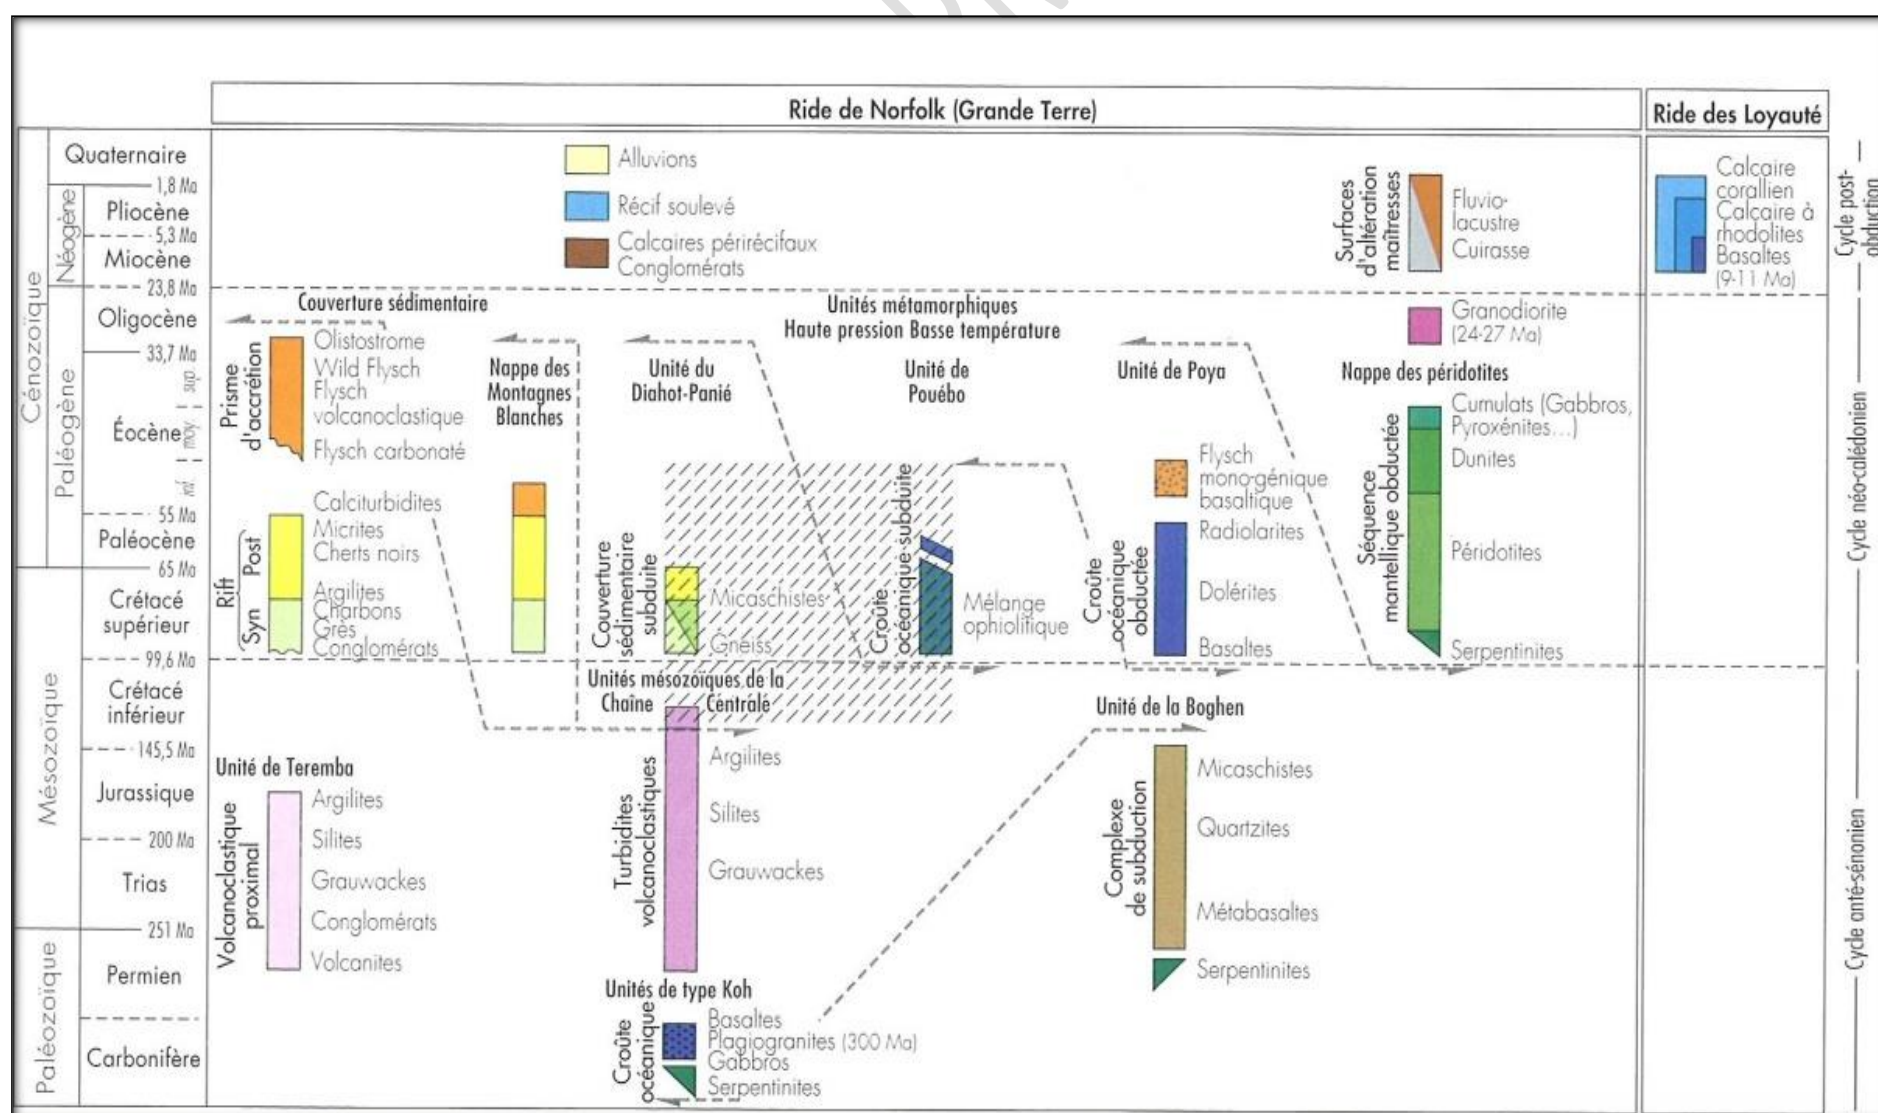 Ride de Norfolk (Grande Terre)
Ride des Loyauté
Cénozoïque
Mésozoïque
Paléozoïque
Néogène
Paléogène
Quaternaire
1,8 Ma
Pliocène
5,3 Ma
Miocène
23,8 Ma
Oligocène
33,7 Ma
sup.
Éocène
moy.
inf.
55 Ma
Paléocène
65 Ma
Crétacé
supérieur
99,6 Ma
Crétacé
inférieur
145,5 Ma
Jurassique
200 Ma
Trias
251 Ma
Permien
Carbonifère
Alluvions
Récif soulevé
Calcaires périrécifaux
Conglomérats
Surfaces
d'altération
maîtresses
Fluvio-
lacustre
Cuirasse
Calcaire
corallien
Calcaire à
rhodolites
Basaltes
(9-11 Ma)
Cycle post-
obduction
Cycle néo-calédonien
Cycle anté-sénonien
Couverture sédimentaire
Prisme
d'accrétion
Olistostrome
Wild Flysch
Flysch
volcanoclastique
Flysch carbonaté
Calciturbidites
Rift
Post
Syn
Micrites
Cherts noirs
Argilites
Charbons
Grès
Conglomérats
Nappe des
Montagnes
Blanches
Unités métamorphiques
Haute pression Basse température
Unité du
Diahot-Panié
Couverture
sédimentaire
subduite
Micaschistes
Gneiss
Unité de
Pouébo
Croûte
océanique subduite
Mélange
ophiolitique
Unité de Poya
Flysch
mono-génique
basaltique
Croûte
océanique
obductée
Radiolarites
Dolérites
Basaltes
Granodiorite
(24-27 Ma)
Nappe des péridotites
Séquence
mantellique obductée
Cumulats (Gabbros,
Pyroxénites...)
Dunites
Péridotites
Serpentinites
Unité de Teremba
Volcanoclastique
proximal
Argilites
Silites
Grauwackes
Conglomérats
Volcanites
Unités mésozoïques de la
Chaîne Centrale
Turbidites
volcanoclastiques
Argilites
Silites
Grauwackes
Unités de type Koh
Croûte
océanique
Basaltes
Plagiogranites (300 Ma)
Gabbros
Serpentinites
Unité de la Boghen
Complexe
de subduction
Micaschistes
Quartzites
Métabasaltes
Serpentinites